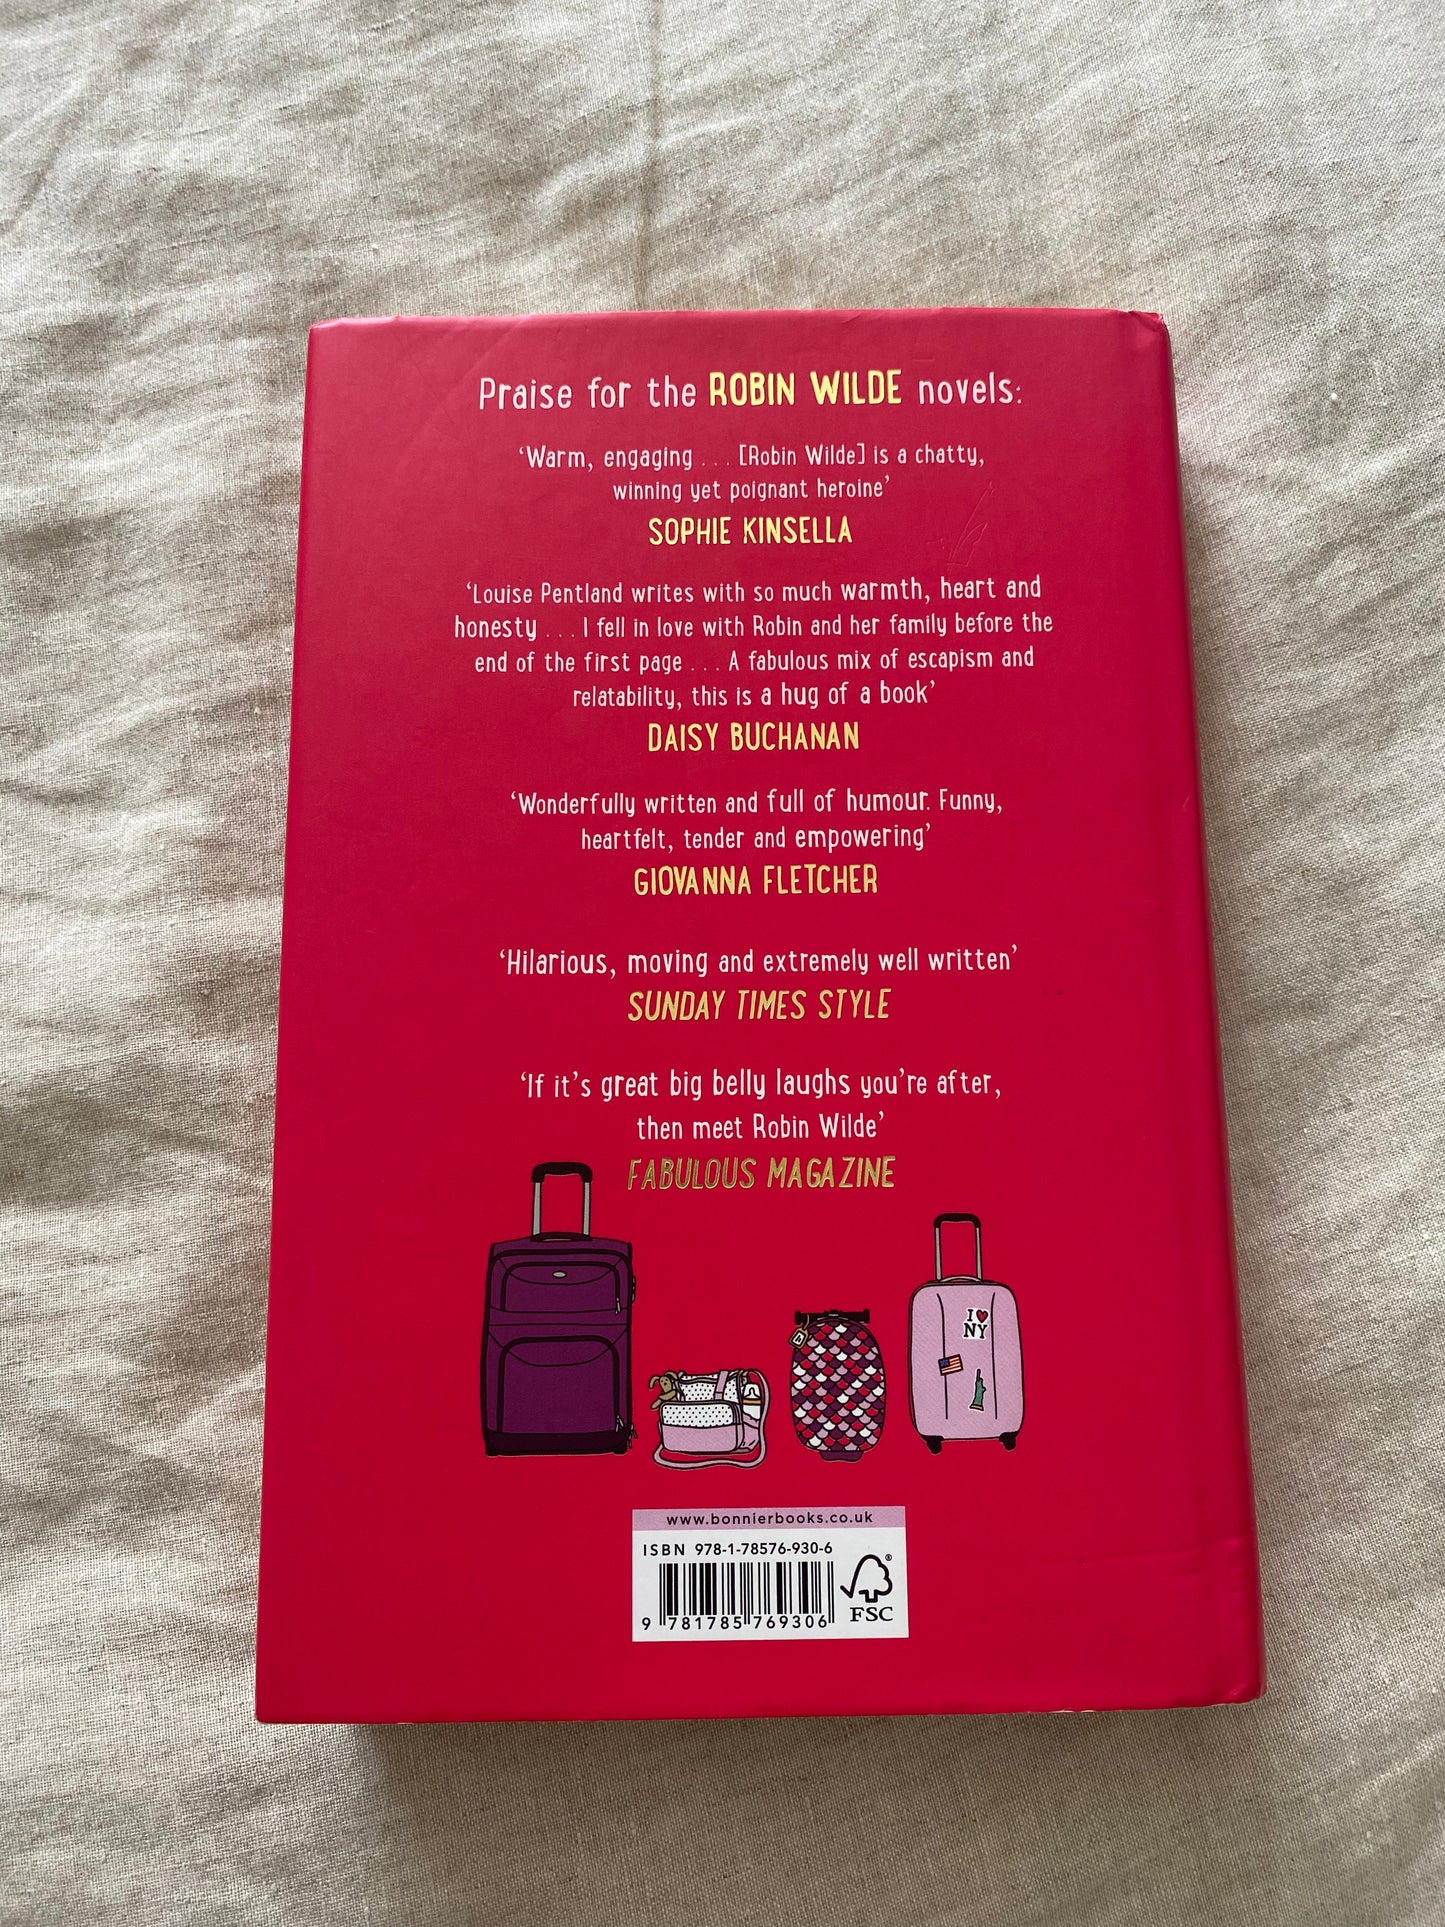 Praise for the ROBIN WILDE novels:
‘Warm, engaging . . . [Robin Wilde] is a chatty,
winning yet poignant heroine’
SOPHIE KINSELLA
‘Louise Pentland writes with so much warmth, heart and
honesty . . . I fell in love with Robin and her family before the
end of the first page . . . A fabulous mix of escapism and
relatability, this is a hug of a book’
DAISY BUCHANAN
‘Wonderfully written and full of humour. Funny,
heartfelt, tender and empowering’
GIOVANNA FLETCHER
‘Hilarious, moving and extremely well written’
SUNDAY TIMES STYLE
‘If it’s great big belly laughs you’re after,
then meet Robin Wilde’
FABULOUS MAGAZINE
I ♥
NY
www.bonnierbooks.co.uk
ISBN 978-1-78576-930-6
9 781785 769306
FSC®